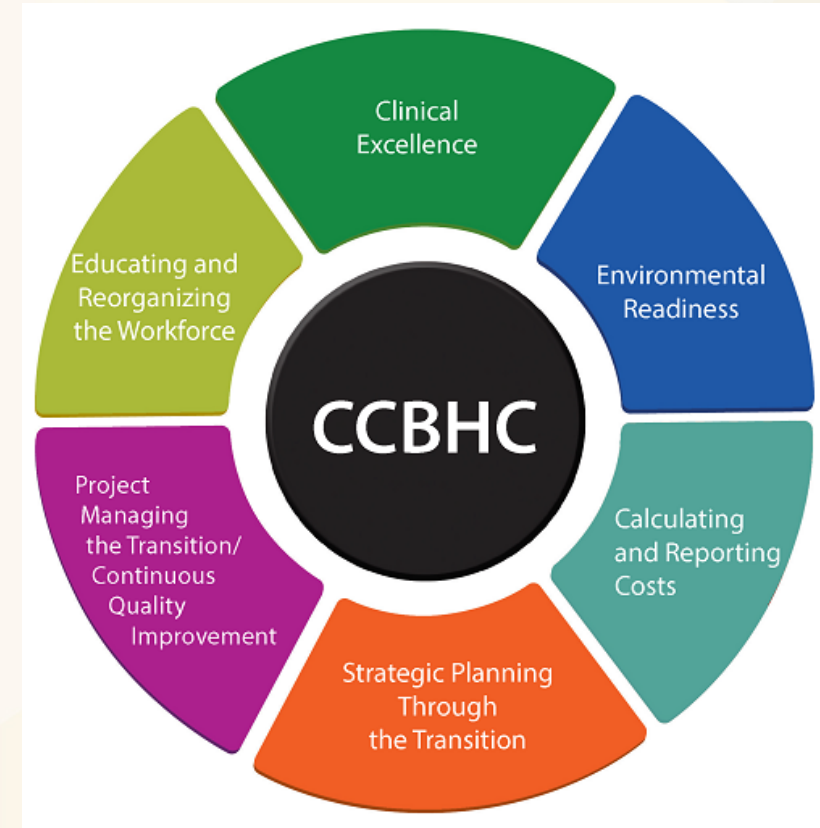 Clinical
Excellence
Environmental
Readiness
Calculating
and Reporting
Costs
Strategic Planning
Through
the Transition
Project
Managing
the Transition/
Continuous
Quality
Improvement
Educating and
Reorganizing
the Workforce
CCBHC